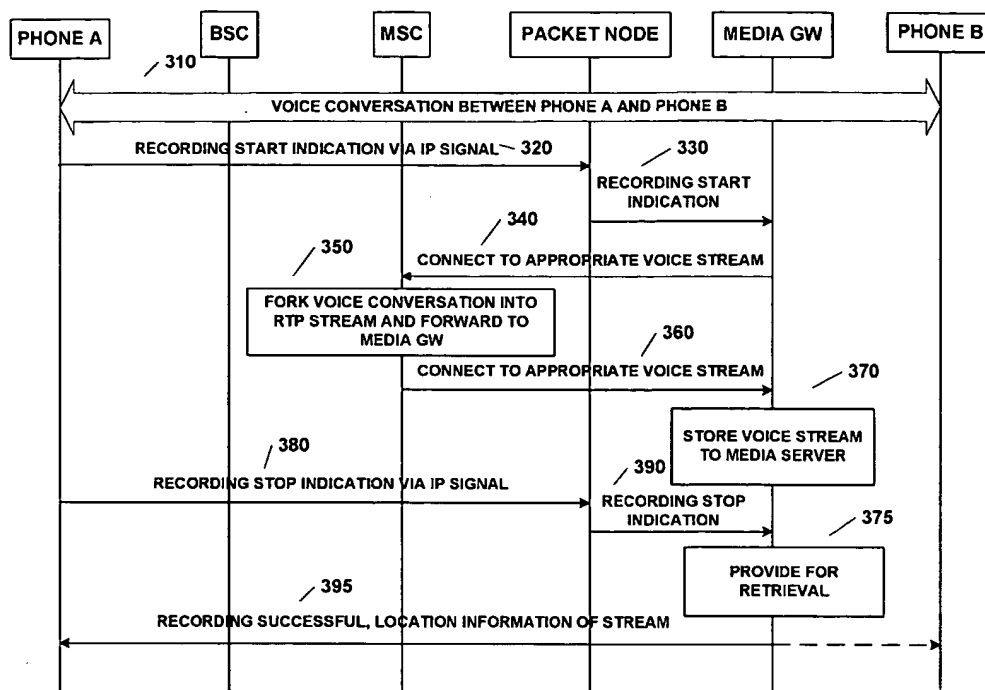 PHONE A
BSC
MSC
PACKET NODE
MEDIA GW
PHONE B
310
VOICE CONVERSATION BETWEEN PHONE A AND PHONE B
RECORDING START INDICATION VIA IP SIGNAL
320
330
RECORDING START
INDICATION
340
CONNECT TO APPROPRIATE VOICE STREAM
350
FORK VOICE CONVERSATION INTO
RTP STREAM AND FORWARD TO
MEDIA GW
360
CONNECT TO APPROPRIATE VOICE STREAM
370
STORE VOICE STREAM
TO MEDIA SERVER
380
RECORDING STOP INDICATION VIA IP SIGNAL
390
RECORDING STOP
INDICATION
375
PROVIDE FOR
RETRIEVAL
395
RECORDING SUCCESSFUL, LOCATION INFORMATION OF STREAM